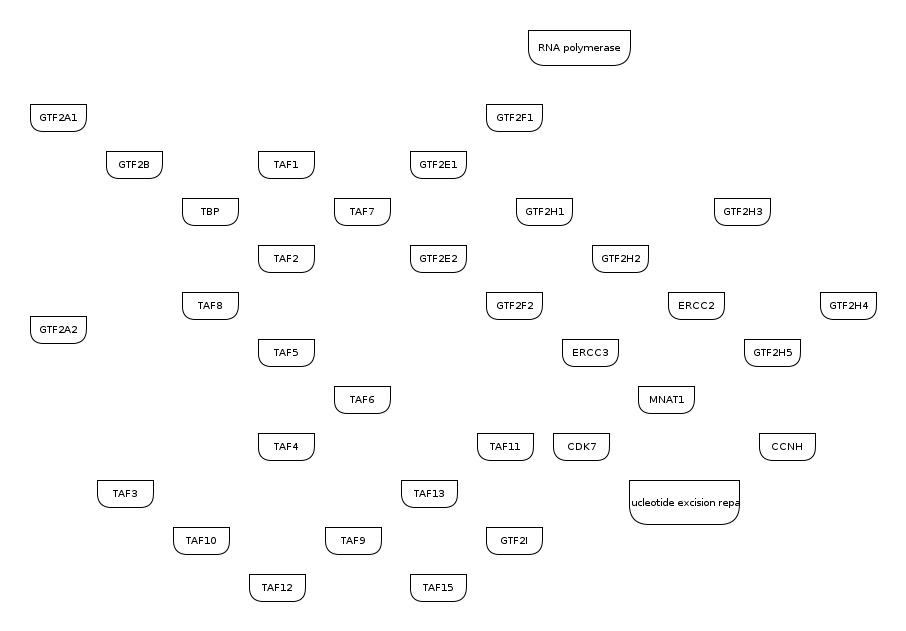 RNA polymerase
GTF2A1
GTF2F1
GTF2B
TAF1
GTF2E1
TBP
TAF7
GTF2H1
GTF2H3
TAF2
GTF2E2
GTF2H2
TAF8
GTF2F2
ERCC2
GTF2H4
GTF2A2
TAF5
ERCC3
GTF2H5
TAF6
MNAT1
TAF4
TAF11
CDK7
CCNH
TAF3
TAF13
ucleotide excision repa
TAF10
TAF9
GTF2I
TAF12
TAF15